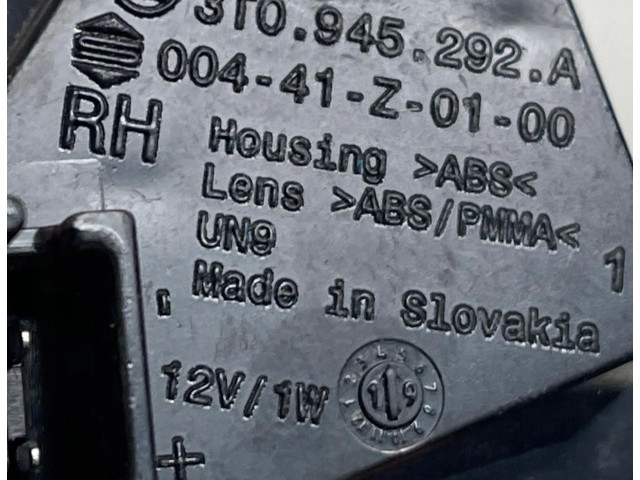 3T0.945.292.A
004-41-Z-01-00
RH
Housing >ABS<
Lens >ABS/PMMA<
UN9
1
Made in Slovakia
12V/1W
19
+